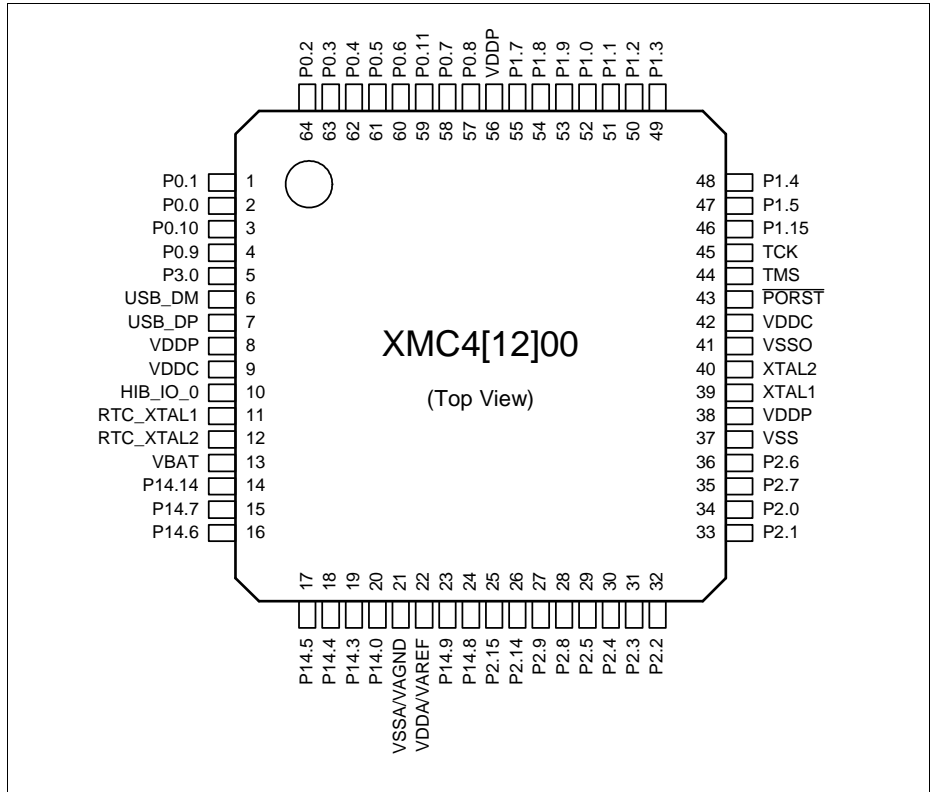 P0.2 P0.3 P0.4 P0.5 P0.6 P0.11 P0.7 P0.8 VDDP P1.7 P1.8 P1.9 P1.0 P1.1 P1.2 P1.3
64 63 62 61 60 59 58 57 56 55 54 53 52 51 50 49
P0.1 1
P0.0 2
P0.10 3
P0.9 4
P3.0 5
USB_DM 6
USB_DP 7
VDDP 8
VDDC 9
HIB_IO_0 10
RTC_XTAL1 11
RTC_XTAL2 12
VBAT 13
P14.14 14
P14.7 15
P14.6 16
XMC4[12]00
(Top View)
48 P1.4
47 P1.5
46 P1.15
45 TCK
44 TMS
43 PORST
42 VDDC
41 VSSO
40 XTAL2
39 XTAL1
38 VDDP
37 VSS
36 P2.6
35 P2.7
34 P2.0
33 P2.1
17 18 19 20 21 22 23 24 25 26 27 28 29 30 31 32
P14.5 P14.4 P14.3 P14.0 VSSA/VAGND VDDA/VAREF P14.9 P14.8 P2.15 P2.14 P2.9 P2.8 P2.5 P2.4 P2.3 P2.2